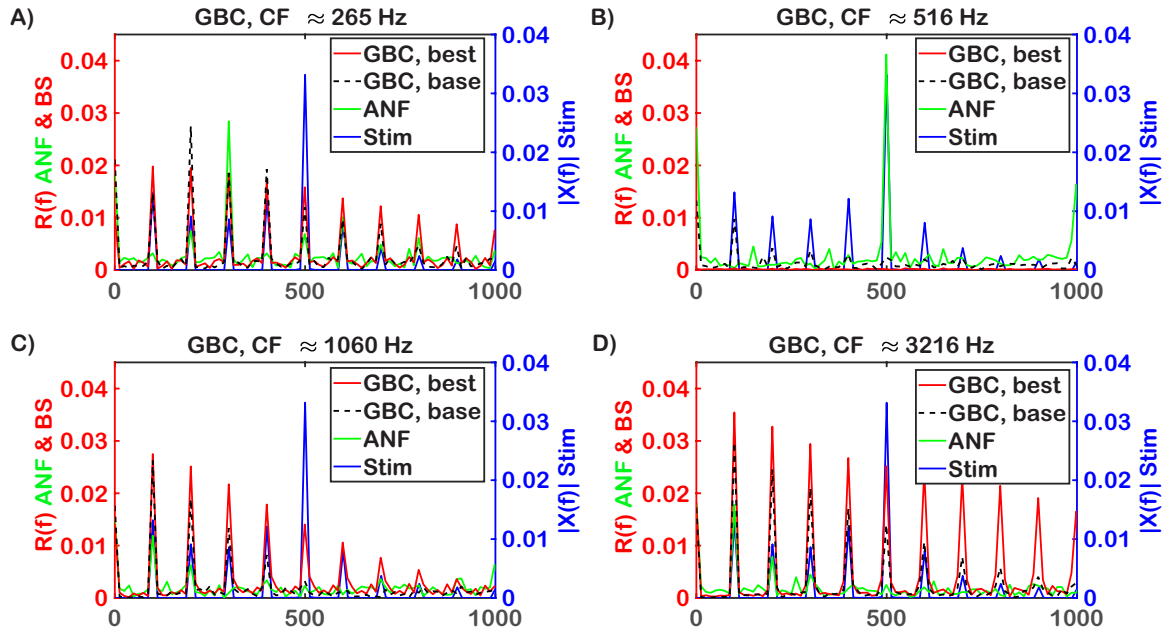 A) GBC, CF ≈ 265 Hz
R(f) ANF & BS
0.04
0.03
0.02
0.01
0
0 500 1000
0.04
0.03
0.02
0.01
0
|X(f)| Stim
GBC, best
GBC, base
ANF
Stim
B) GBC, CF ≈ 516 Hz
R(f) ANF & BS
0.04
0.03
0.02
0.01
0
0 500 1000
0.04
0.03
0.02
0.01
0
|X(f)| Stim
GBC, best
GBC, base
ANF
Stim
C) GBC, CF ≈ 1060 Hz
R(f) ANF & BS
0.04
0.03
0.02
0.01
0
0 500 1000
0.04
0.03
0.02
0.01
0
|X(f)| Stim
GBC, best
GBC, base
ANF
Stim
D) GBC, CF ≈ 3216 Hz
R(f) ANF & BS
0.04
0.03
0.02
0.01
0
0 500 1000
0.04
0.03
0.02
0.01
0
|X(f)| Stim
GBC, best
GBC, base
ANF
Stim